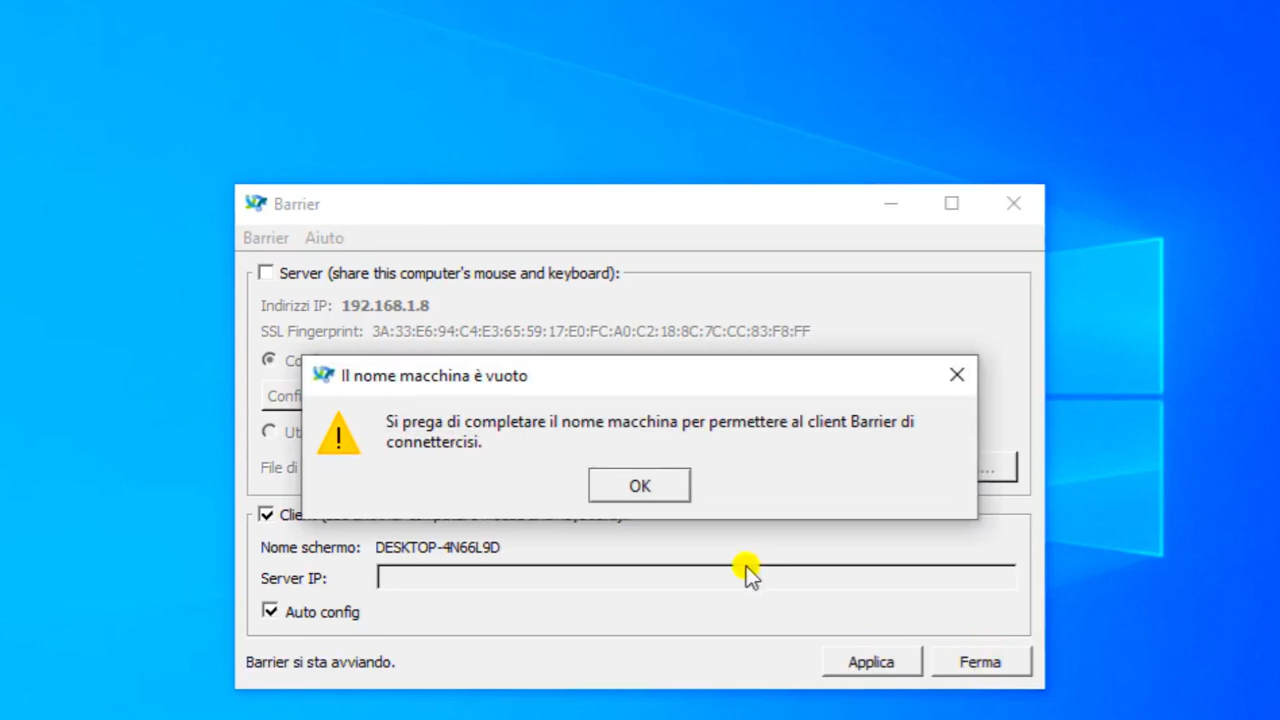 Barrier
Barrier Aiuto
Server (share this computer's mouse and keyboard):
Indirizzi IP: 192.168.1.8
SSL Fingerprint: 3A:33:E6:94:C4:E3:65:59:17:E0:FC:A0:C2:18:8C:7C:CC:83:F8:FF
Il nome macchina è vuoto
Si prega di completare il nome macchina per permettere al client Barrier di
connettercisi.
OK
File di
...
Nome schermo: DESKTOP-4N66L9D
Server IP:
Auto config
Barrier si sta avviando.
Applica
Ferma